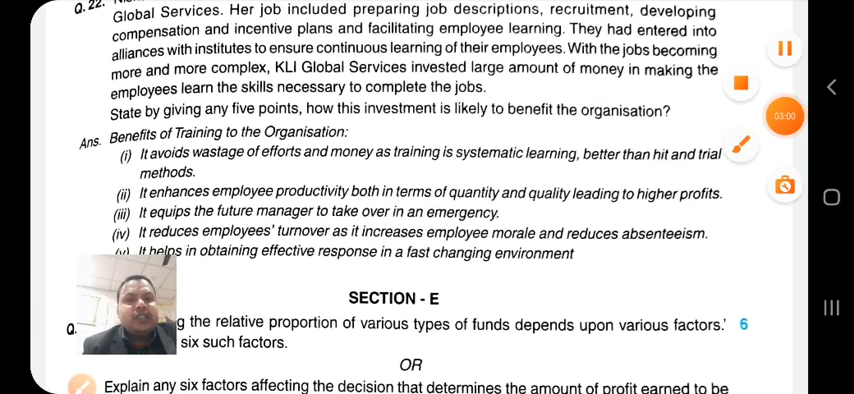 Q. 22.
Global Services. Her job included preparing job descriptions, recruitment, developing
compensation and incentive plans and facilitating employee learning. They had entered into
alliances with institutes to ensure continuous learning of their employees. With the jobs becoming
more and more complex, KLI Global Services invested large amount of money in making the
employees learn the skills necessary to complete the jobs.
State by giving any five points, how this investment is likely to benefit the organisation?
Ans. Benefits of Training to the Organisation:
(i) It avoids wastage of efforts and money as training is systematic learning, better than hit and trial
methods.
(ii) It enhances employee productivity both in terms of quantity and quality leading to higher profits.
(iii) It equips the future manager to take over in an emergency.
(iv) It reduces employees' turnover as it increases employee morale and reduces absenteeism.
(v) It helps in obtaining effective response in a fast changing environment
SECTION - E
Q. g the relative proportion of various types of funds depends upon various factors.' 6
six such factors.
OR
Explain any six factors affecting the decision that determines the amount of profit earned to be
03:00